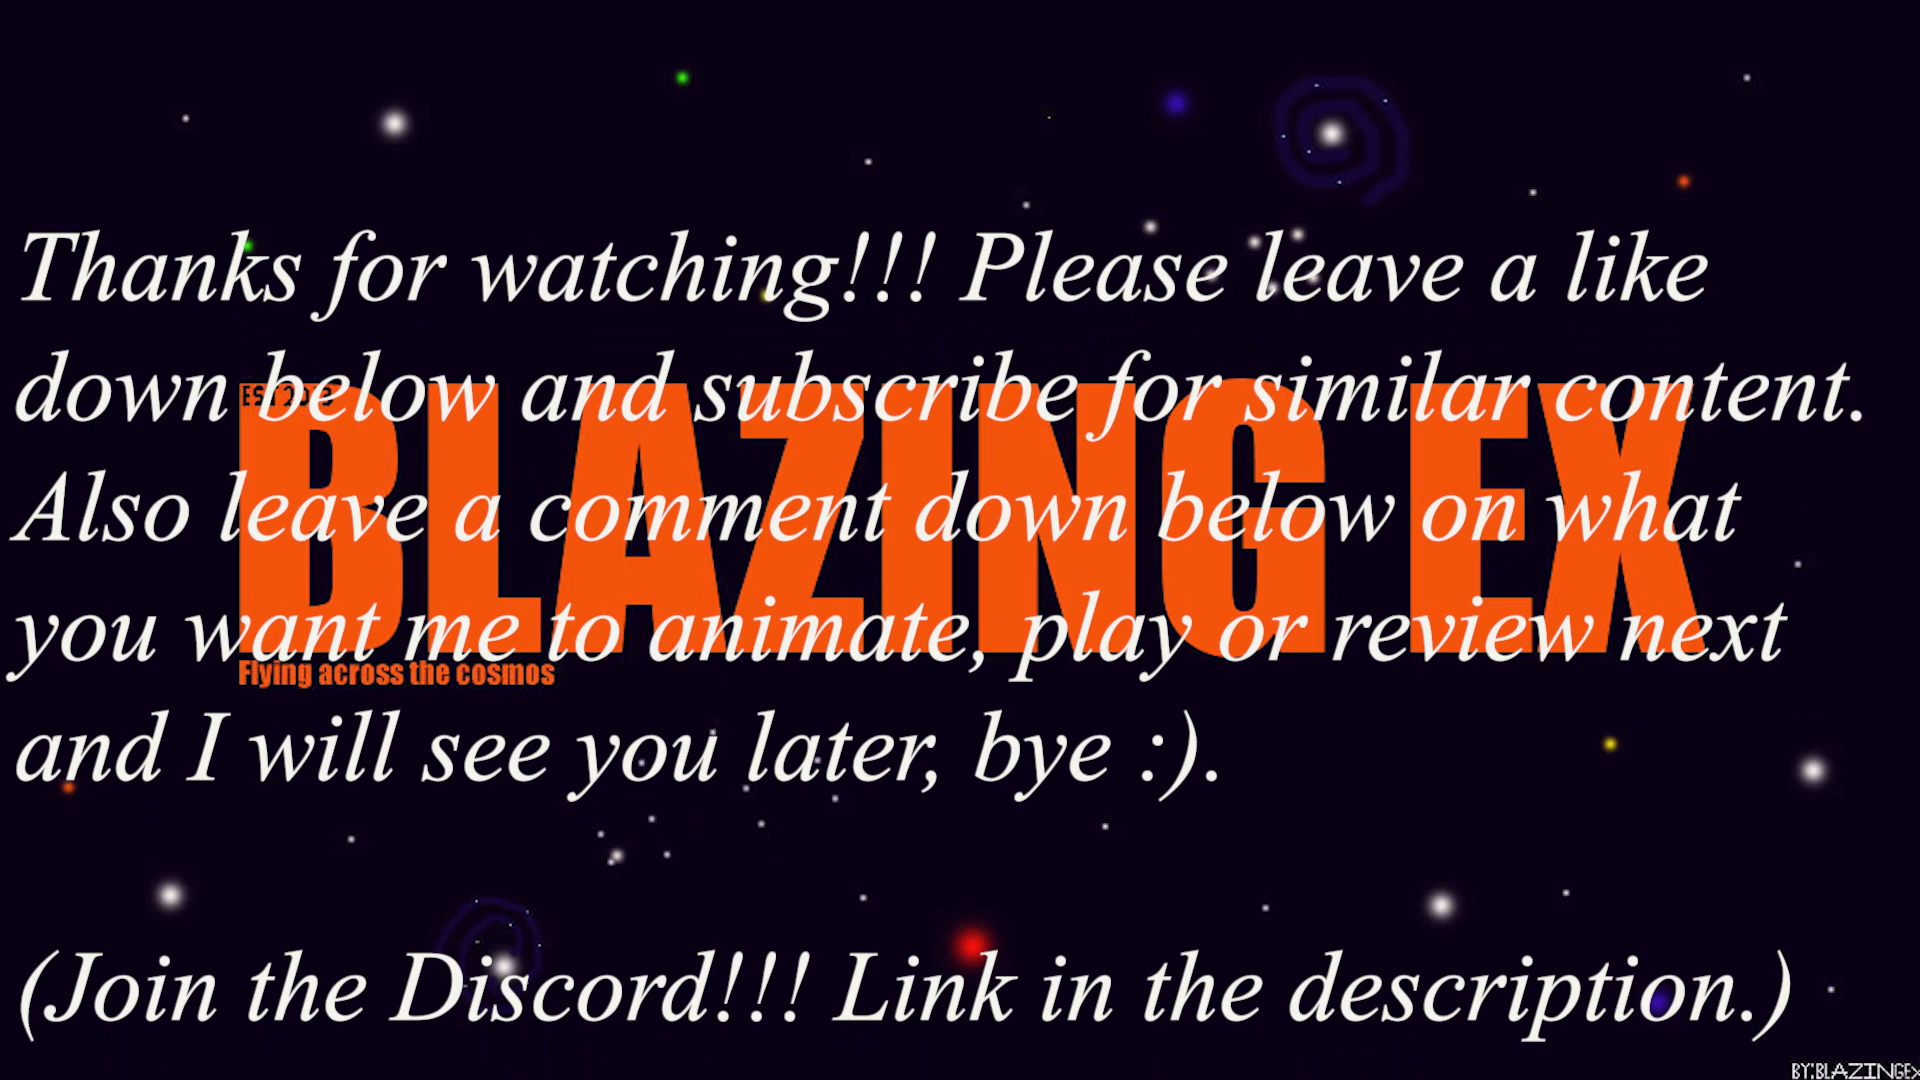 Thanks for watching!!! Please leave a like
down below and subscribe for similar content.
Also leave a comment down below on what
you want me to animate, play or review next
and I will see you later, bye :).
EST
BLAZING EX
Flying across the cosmos
(Join the Discord!!! Link in the description.)
BY:BLAZINGEX